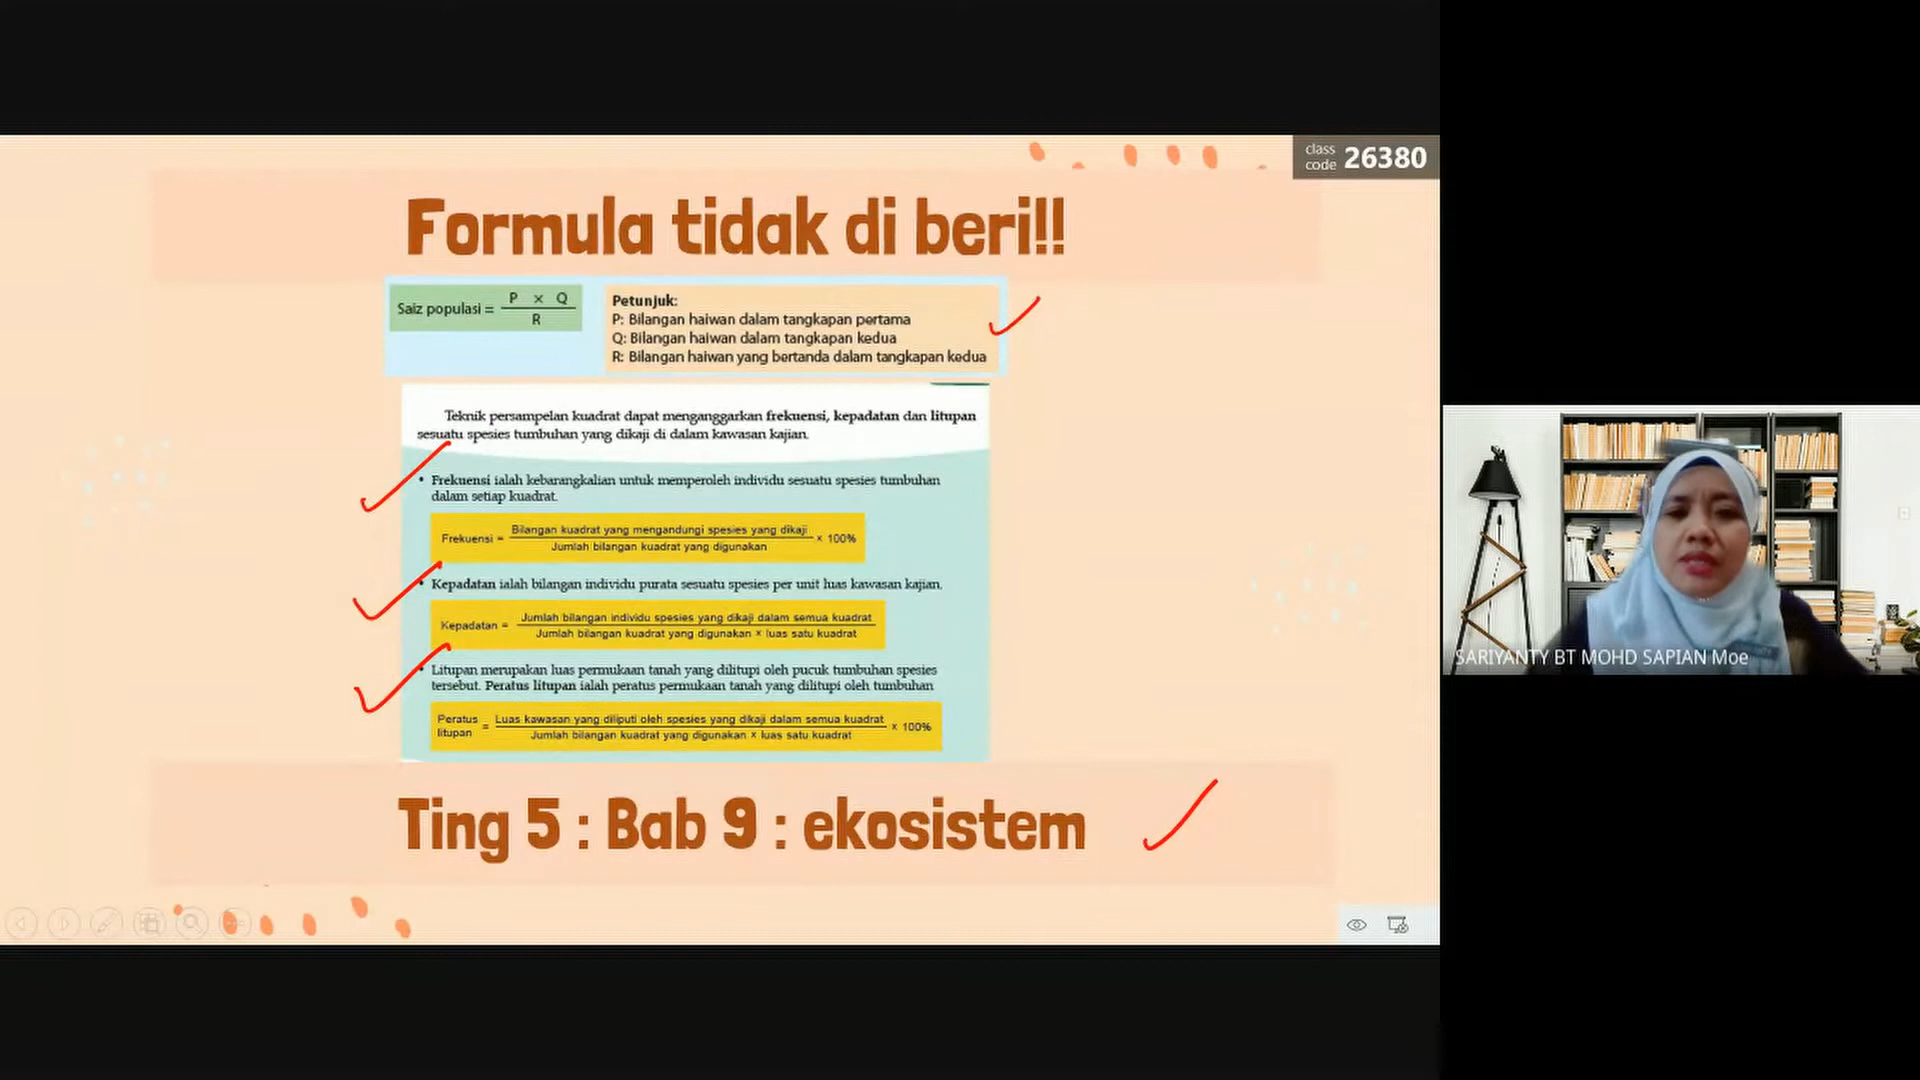 class
code 26380
Formula tidak di beri!!
Saiz populasi = P × Q
R
Petunjuk:
P: Bilangan haiwan dalam tangkapan pertama
Q: Bilangan haiwan dalam tangkapan kedua
R: Bilangan haiwan yang bertanda dalam tangkapan kedua
Teknik persampelan kuadrat dapat menganggarkan frekuensi, kepadatan dan litupan
sesuatu spesies tumbuhan yang dikaji di dalam kawasan kajian.
• Frekuensi ialah kebarangkalian untuk memperoleh individu sesuatu spesies tumbuhan
dalam setiap kuadrat.
Frekuensi = Bilangan kuadrat yang mengandungi spesies yang dikaji × 100%
Jumlah bilangan kuadrat yang digunakan
• Kepadatan ialah bilangan individu purata sesuatu spesies per unit luas kawasan kajian.
Kepadatan = Jumlah bilangan individu spesies yang dikaji dalam semua kuadrat
Jumlah bilangan kuadrat yang digunakan × luas satu kuadrat
• Litupan merupakan luas permukaan tanah yang dilitupi oleh pucuk tumbuhan spesies
tersebut. Peratus litupan ialah peratus permukaan tanah yang dilitupi oleh tumbuhan
Peratus litupan = Luas kawasan yang diliputi oleh spesies yang dikaji dalam semua kuadrat × 100%
Jumlah bilangan kuadrat yang digunakan × luas satu kuadrat
Ting 5 : Bab 9 : ekosistem
SARIYANTY BT MOHD SAPIAN Moe